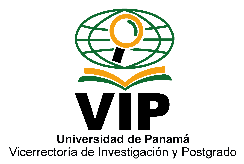 VIP
Universidad de Panamá
Vicerrectoría de Investigación y Postgrado